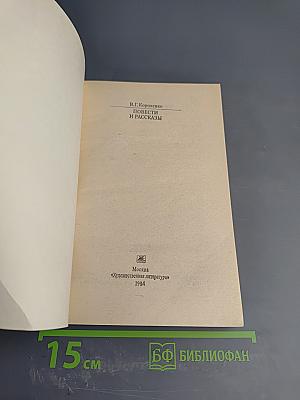 В.Г.Короленко
ПОВЕСТИ
И РАССКАЗЫ
Москва
«Художественная литература»
1984
15 см
БФ БИБЛИОФАН